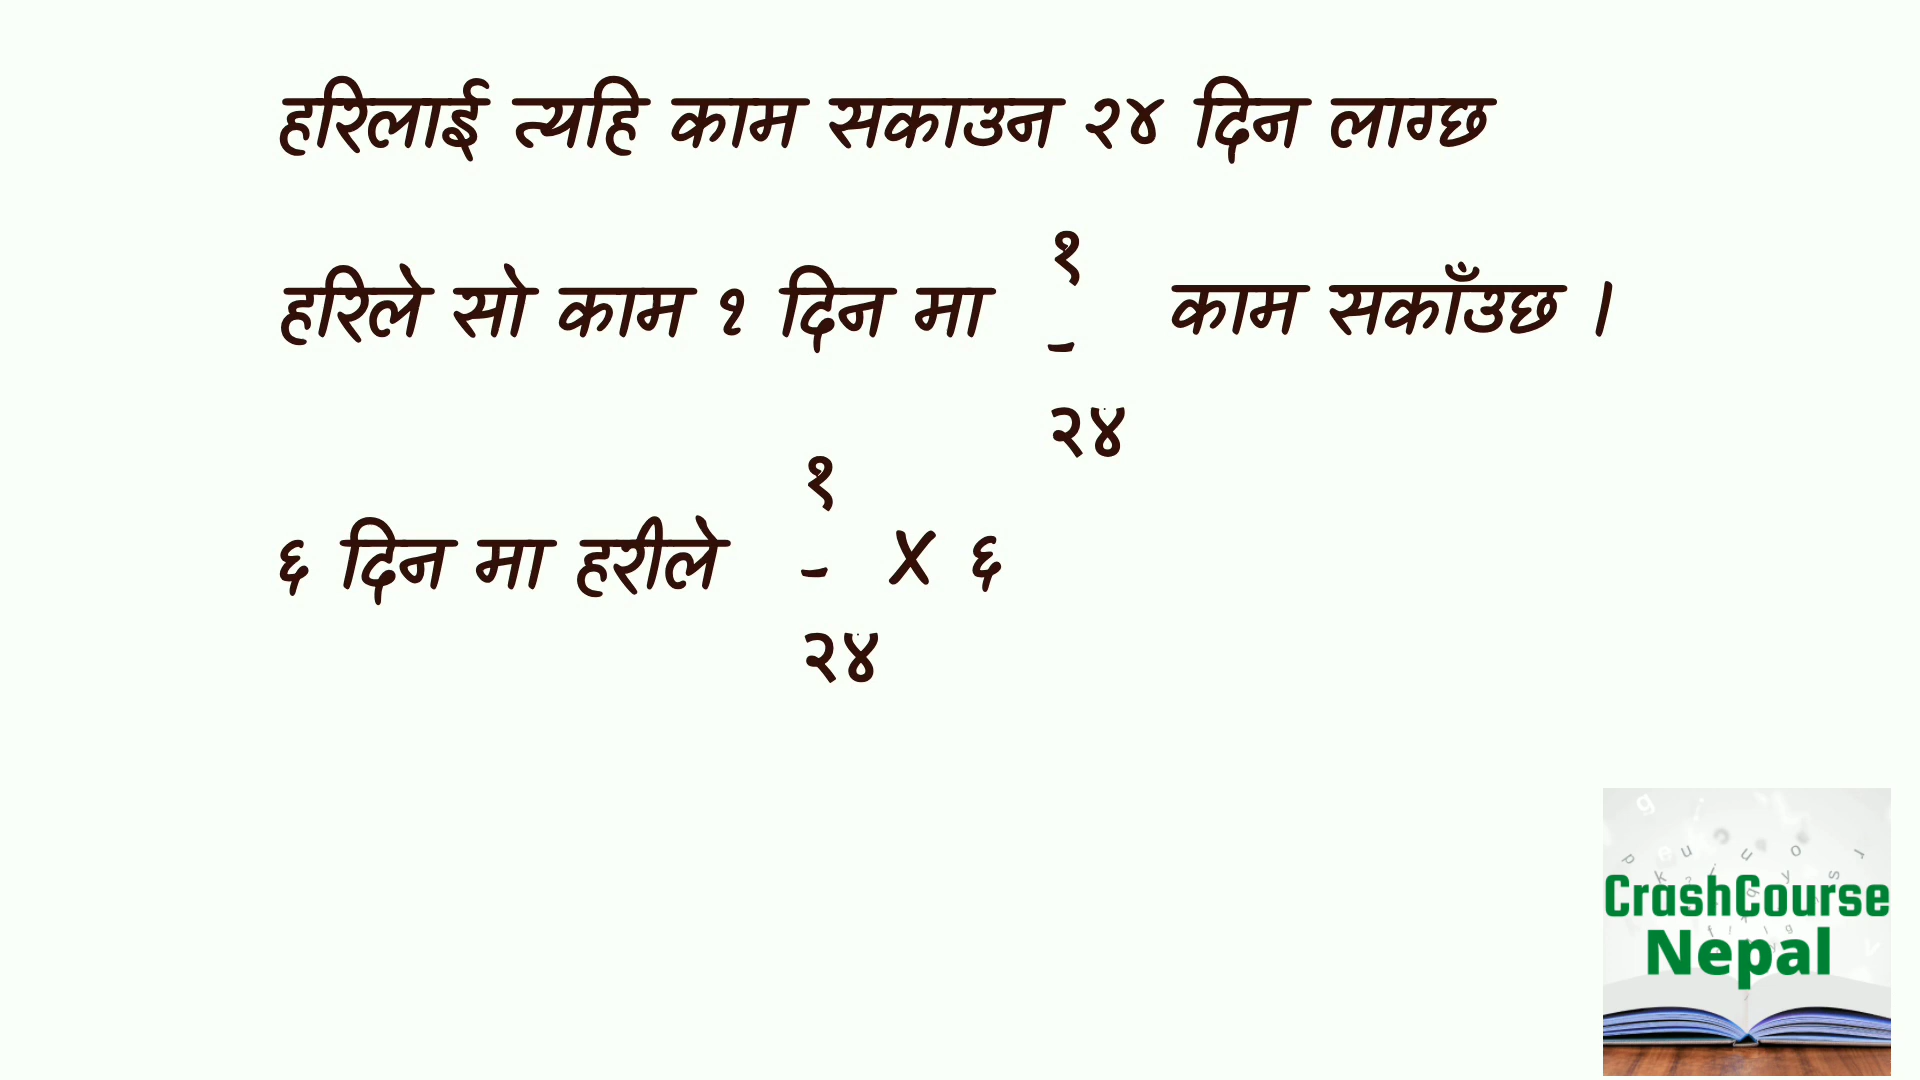 हरिलाई त्यहि काम सकाउन २४ दिन लाग्छ
हरिले सो काम १ दिन मा १ - २४ काम सकाँउछ ।
६ दिन मा हरीले १ - २४ X ६
CrashCourse
Nepal